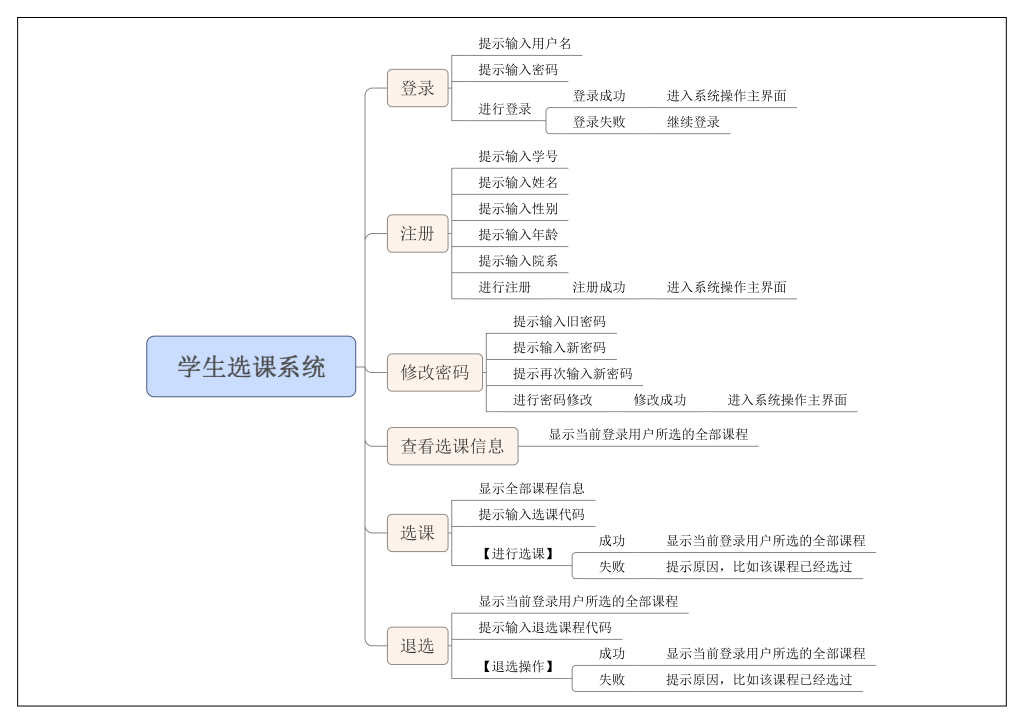 学生选课系统
登录
提示输入用户名
提示输入密码
进行登录
登录成功 进入系统操作主界面
登录失败 继续登录
注册
提示输入学号
提示输入姓名
提示输入性别
提示输入年龄
提示输入院系
进行注册 注册成功 进入系统操作主界面
修改密码
提示输入旧密码
提示输入新密码
提示再次输入新密码
进行密码修改 修改成功 进入系统操作主界面
查看选课信息
显示当前登录用户所选的全部课程
选课
显示全部课程信息
提示输入选课代码
【进行选课】
成功 显示当前登录用户所选的全部课程
失败 提示原因，比如该课程已经选过
退选
显示当前登录用户所选的全部课程
提示输入退选课程代码
【退选操作】
成功 显示当前登录用户所选的全部课程
失败 提示原因，比如该课程已经选过